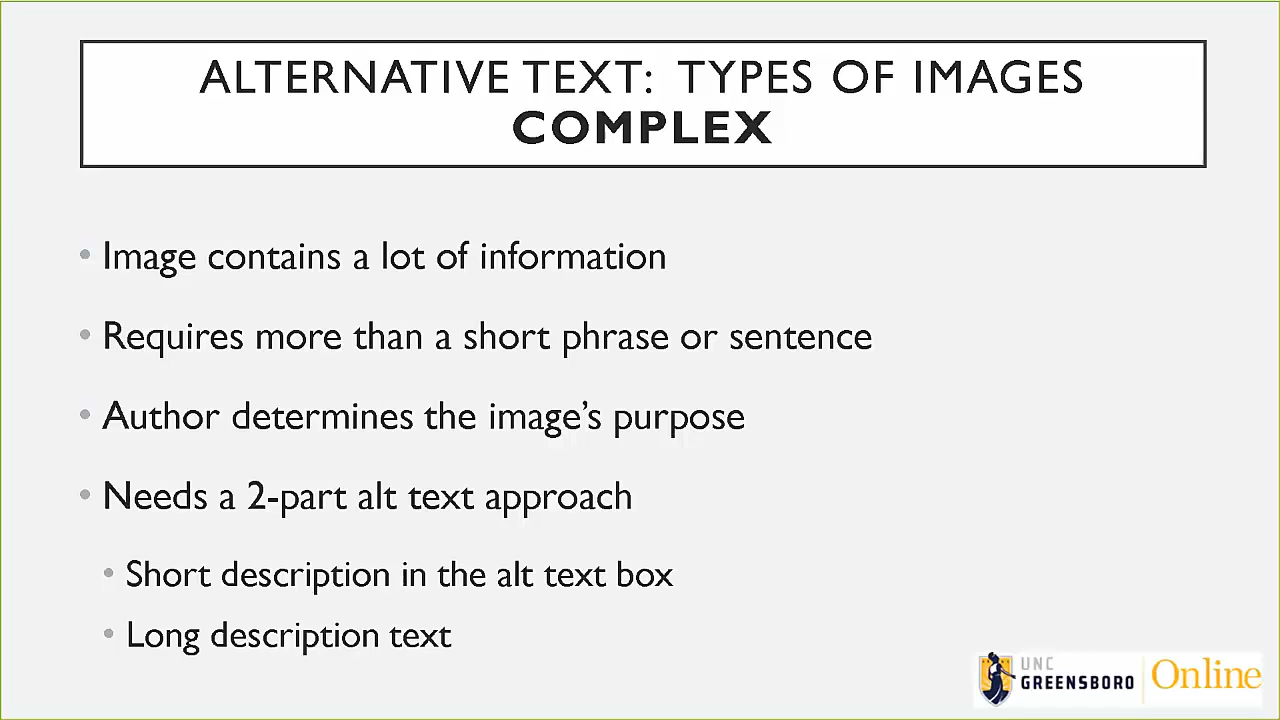 ALTERNATIVE TEXT: TYPES OF IMAGES
COMPLEX
• Image contains a lot of information
• Requires more than a short phrase or sentence
• Author determines the image’s purpose
• Needs a 2-part alt text approach
• Short description in the alt text box
• Long description text
UNC
GREENSBORO
Online